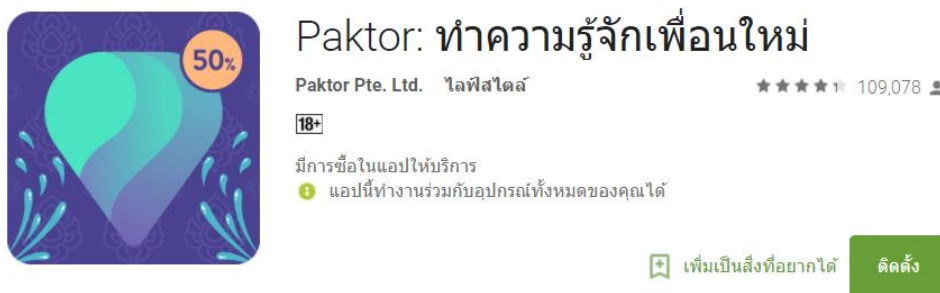 50%
Paktor: ทำความรู้จักเพื่อนใหม่
Paktor Pte. Ltd. ไลฟ์สไตล์ 109,078
18+
มีการซื้อในแอปให้บริการ
แอปนี้ทำงานร่วมกับอุปกรณ์ทั้งหมดของคุณได้
เพิ่มเป็นสิ่งที่อยากได้ ติดตั้ง